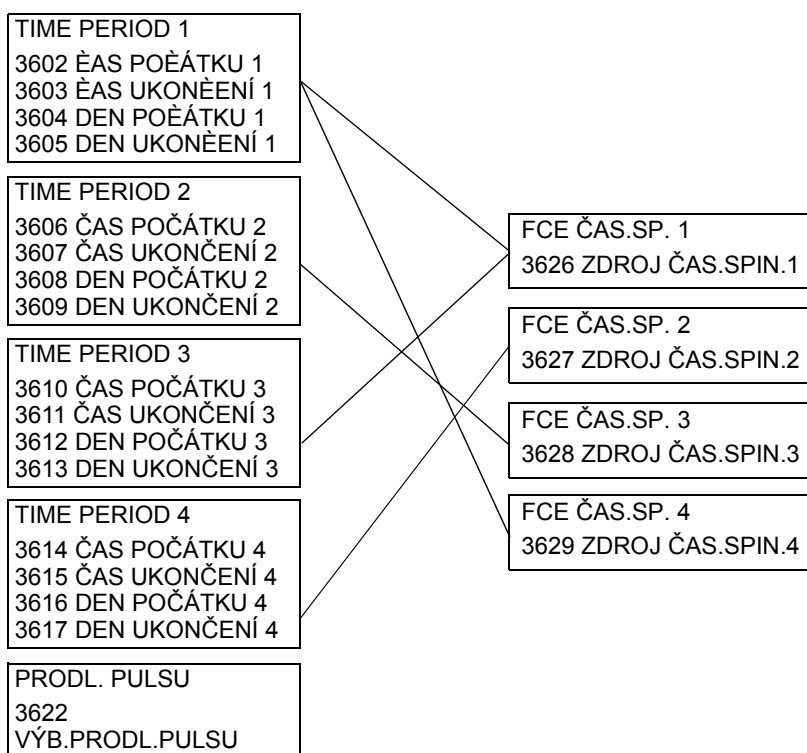 TIME PERIOD 1
3602 ÈAS POÈÁTKU 1
3603 ÈAS UKONÈENÍ 1
3604 DEN POÈÁTKU 1
3605 DEN UKONÈENÍ 1
TIME PERIOD 2
3606 ČAS POČÁTKU 2
3607 ČAS UKONČENÍ 2
3608 DEN POČÁTKU 2
3609 DEN UKONČENÍ 2
TIME PERIOD 3
3610 ČAS POČÁTKU 3
3611 ČAS UKONČENÍ 3
3612 DEN POČÁTKU 3
3613 DEN UKONČENÍ 3
TIME PERIOD 4
3614 ČAS POČÁTKU 4
3615 ČAS UKONČENÍ 4
3616 DEN POČÁTKU 4
3617 DEN UKONČENÍ 4
PRODL. PULSU
3622
VÝB.PRODL.PULSU
FCE ČAS.SP. 1
3626 ZDROJ ČAS.SPIN.1
FCE ČAS.SP. 2
3627 ZDROJ ČAS.SPIN.2
FCE ČAS.SP. 3
3628 ZDROJ ČAS.SPIN.3
FCE ČAS.SP. 4
3629 ZDROJ ČAS.SPIN.4